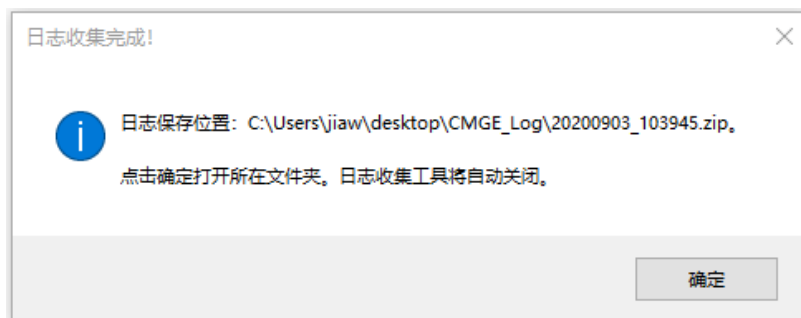 日志收集完成!
日志保存位置：C:\Users\jiaw\desktop\CMGE_Log\20200903_103945.zip。
点击确定打开所在文件夹。日志收集工具将自动关闭。
确定